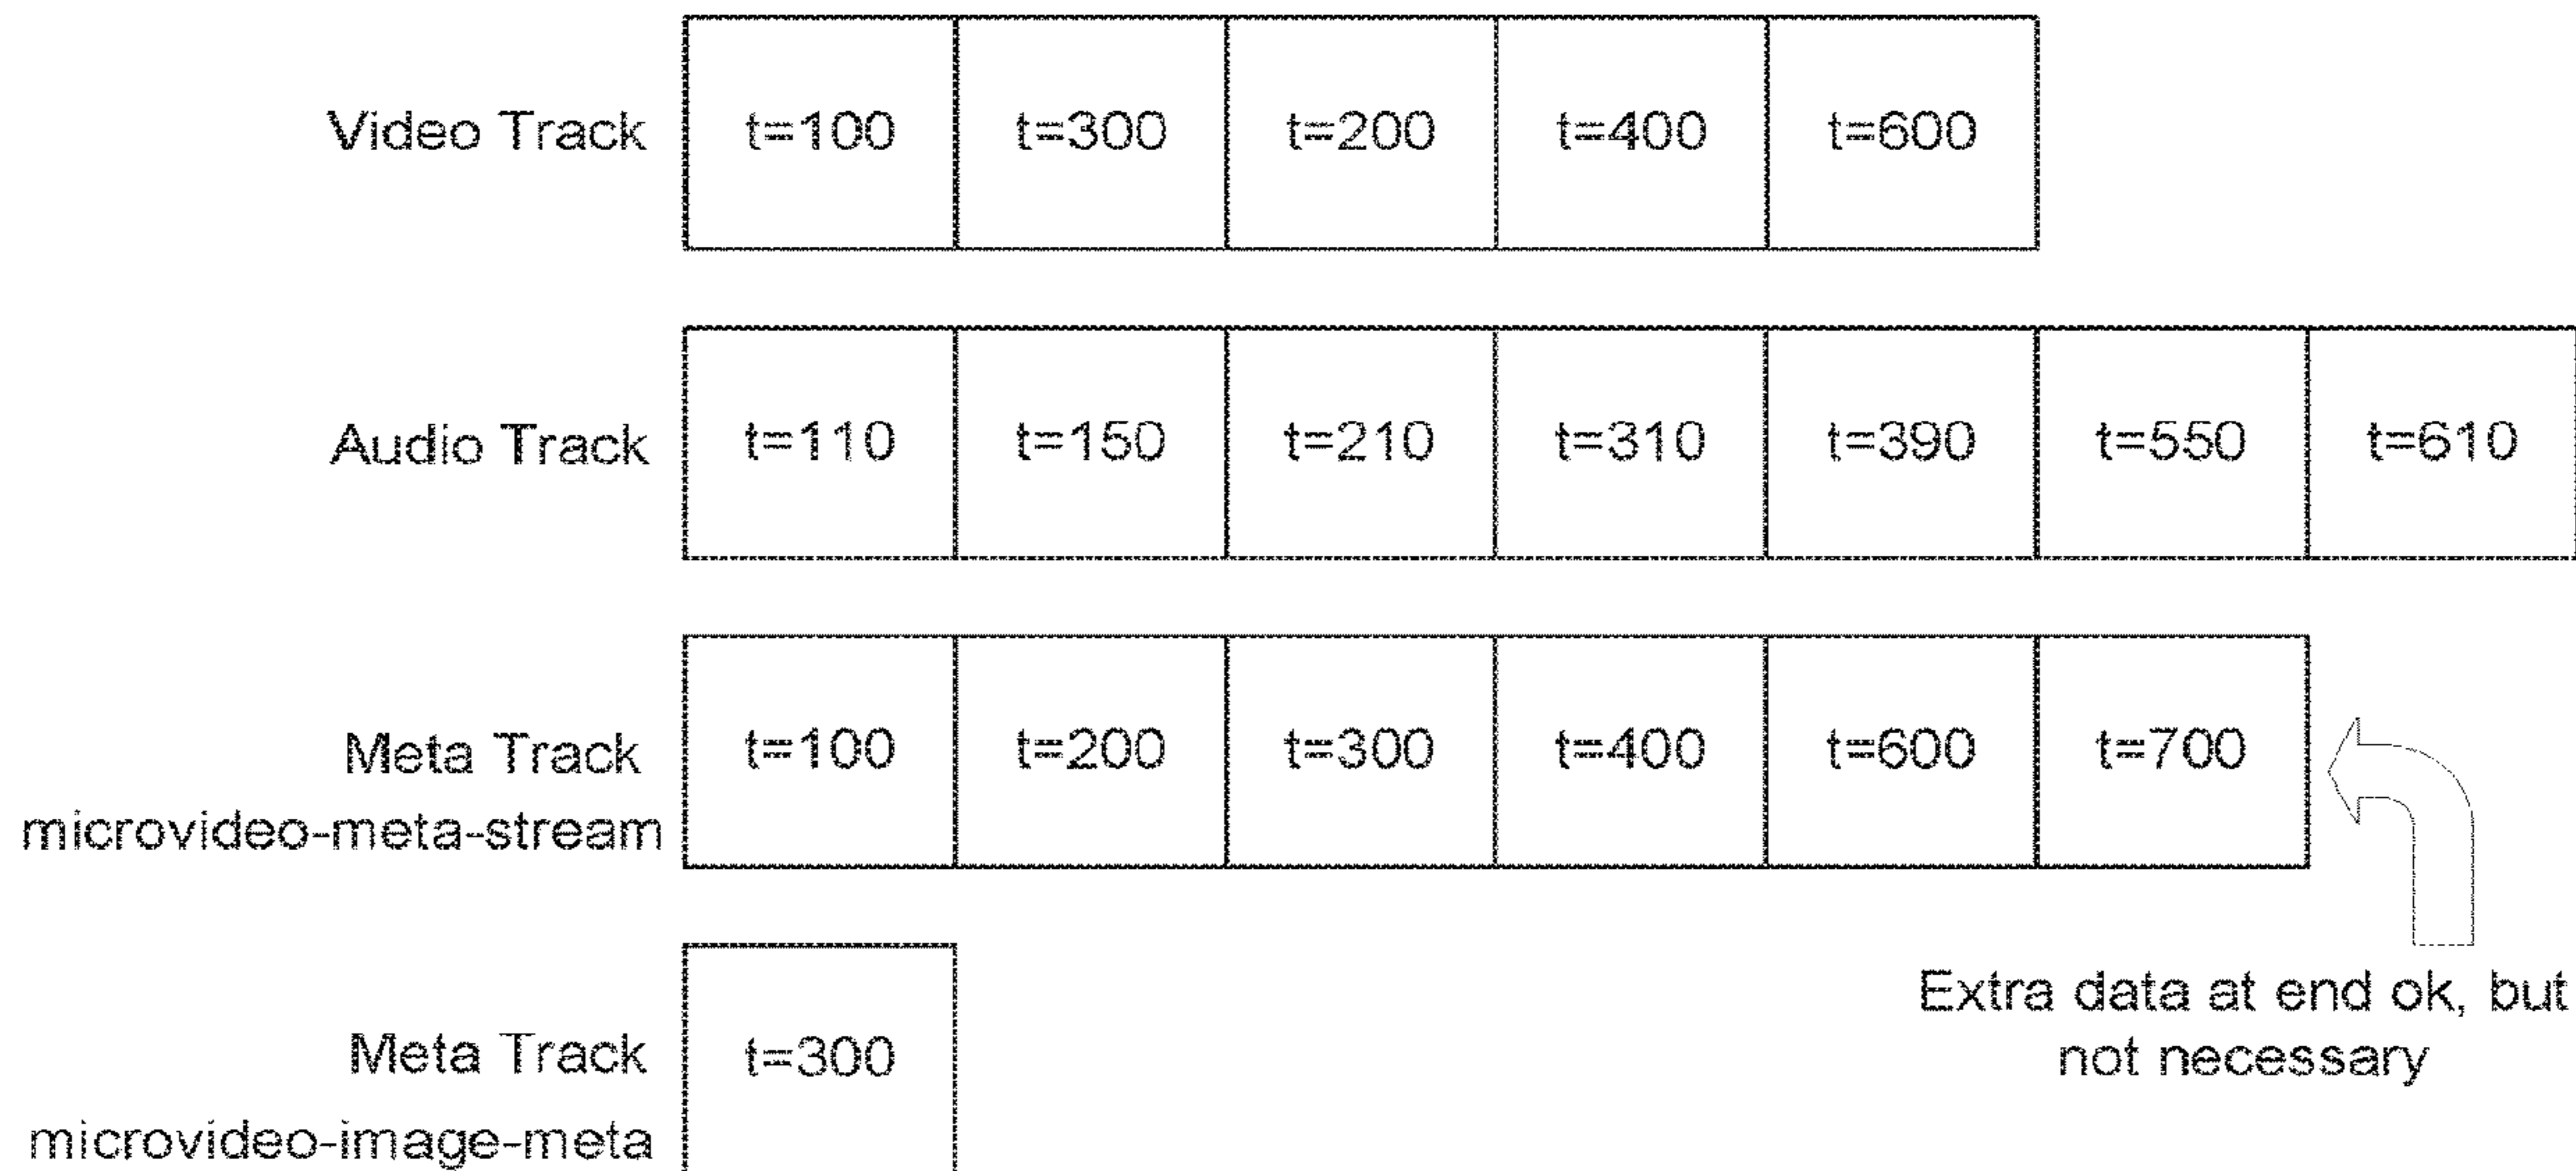 Video Track t=100 t=300 t=200 t=400 t=600
Audio Track t=110 t=150 t=210 t=310 t=390 t=550 t=610
Meta Track t=100 t=200 t=300 t=400 t=600 t=700
microvideo-meta-stream
Extra data at end ok, but
not necessary
Meta Track t=300
microvideo-image-meta